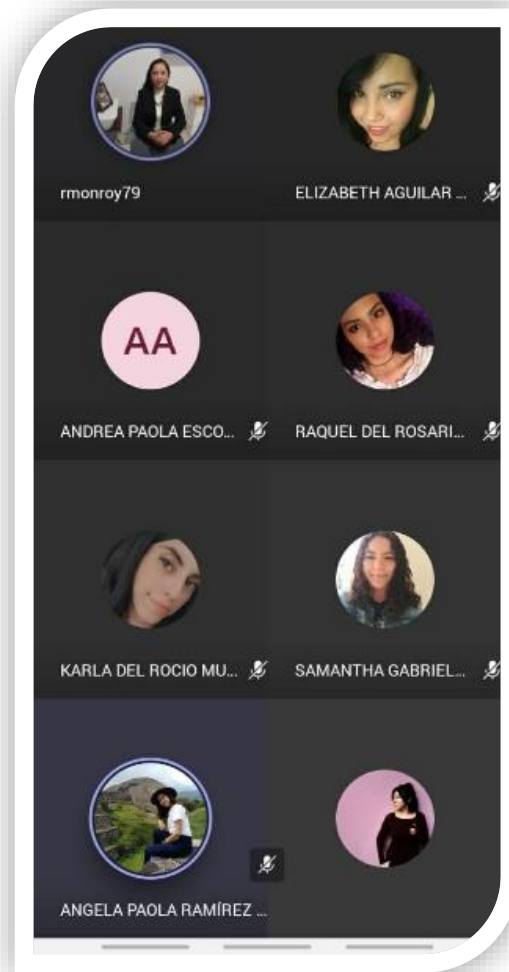 rmonroy79
ELIZABETH AGUILAR ...
AA
ANDREA PAOLA ESCO...
RAQUEL DEL ROSARI...
KARLA DEL ROCIO MU...
SAMANTHA GABRIEL...
ANGELA PAOLA RAMÍREZ ...